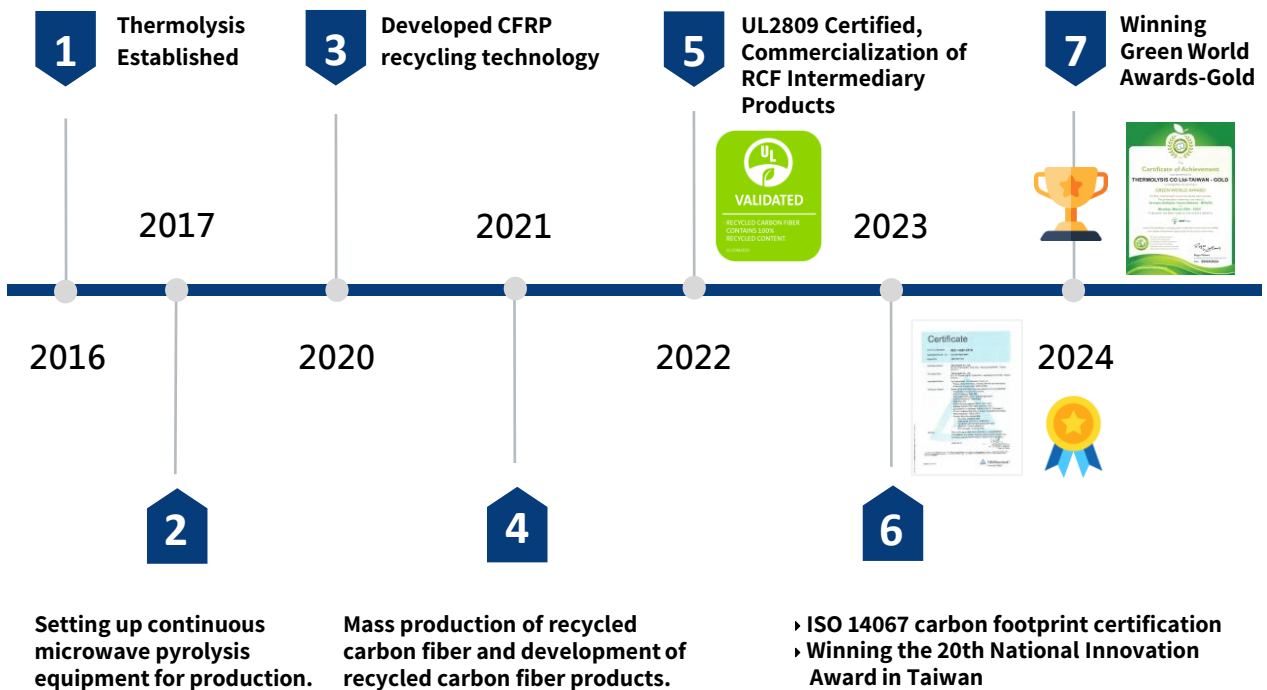 1
Thermolysis
Established
3
Developed CFRP
recycling technology
5
UL2809 Certified,
Commercialization of
RCF Intermediary
Products
7
Winning
Green World
Awards-Gold
UL
VALIDATED
RECYCLED CARBON FIBER
CONTAINS 100%
RECYCLED CONTENT.
Certificate of Achievement
THERMOLYSIS CO Ltd-TAIWAN - GOLD
GREEN WORLD AWARD
2017
2021
2023
2016
2020
2022
2024
Certificate
2
4
6
Setting up continuous
microwave pyrolysis
equipment for production.
Mass production of recycled
carbon fiber and development of
recycled carbon fiber products.
ISO 14067 carbon footprint certification
Winning the 20th National Innovation
Award in Taiwan